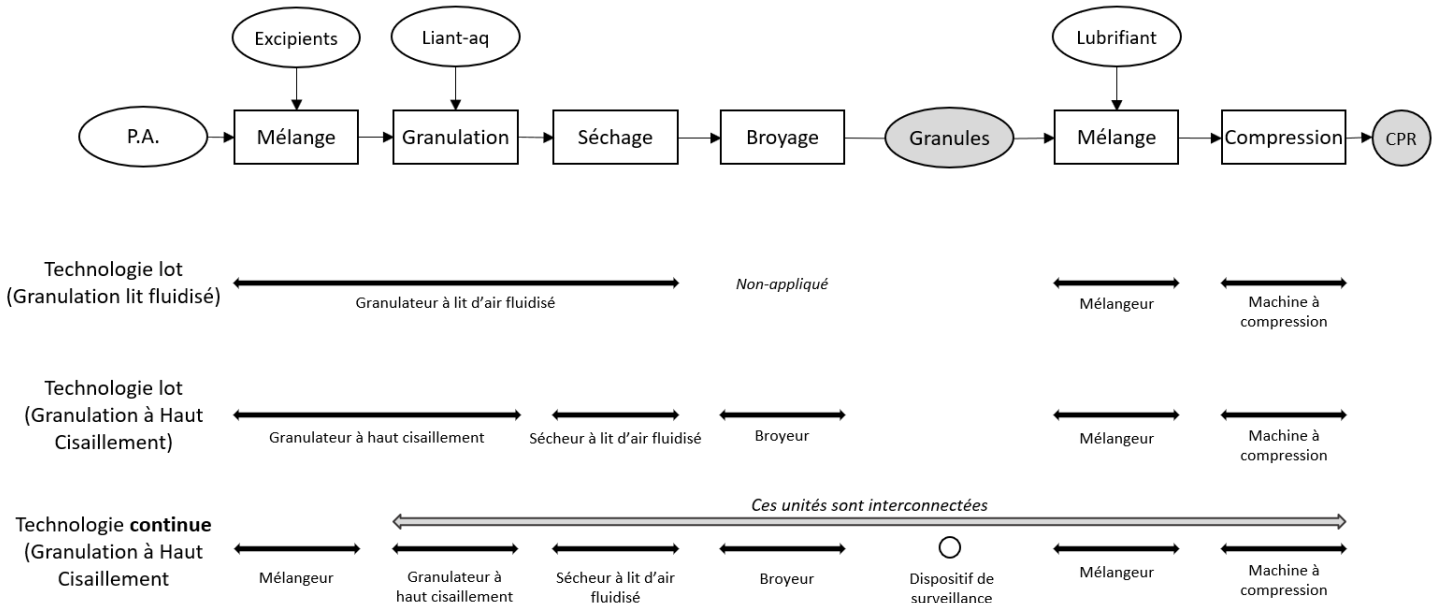 Excipients
Liant-aq
Lubrifiant
P.A.
Mélange
Granulation
Séchage
Broyage
Granules
Mélange
Compression
CPR
Technologie lot
(Granulation lit fluidisé)
Granulateur à lit d'air fluidisé
Non-appliqué
Mélangeur
Machine à
compression
Technologie lot
(Granulation à Haut
Cisaillement)
Granulateur à haut cisaillement
Sécheur à lit d'air fluidisé
Broyeur
Mélangeur
Machine à
compression
Ces unités sont interconnectées
Technologie continue
(Granulation à Haut
Cisaillement
Mélangeur
Granulateur à
haut cisaillement
Sécheur à lit d'air
fluidisé
Broyeur
Dispositif de
surveillance
Mélangeur
Machine à
compression